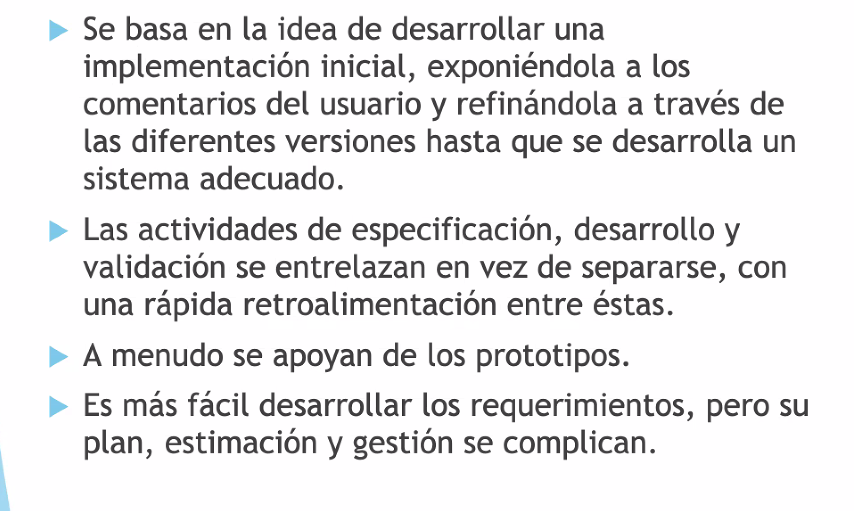 Se basa en la idea de desarrollar una
implementación inicial, exponiéndola a los
comentarios del usuario y refinándola a través de
las diferentes versiones hasta que se desarrolla un
sistema adecuado.
Las actividades de especificación, desarrollo y
validación se entrelazan en vez de separarse, con
una rápida retroalimentación entre éstas.
A menudo se apoyan de los prototipos.
Es más fácil desarrollar los requerimientos, pero su
plan, estimación y gestión se complican.